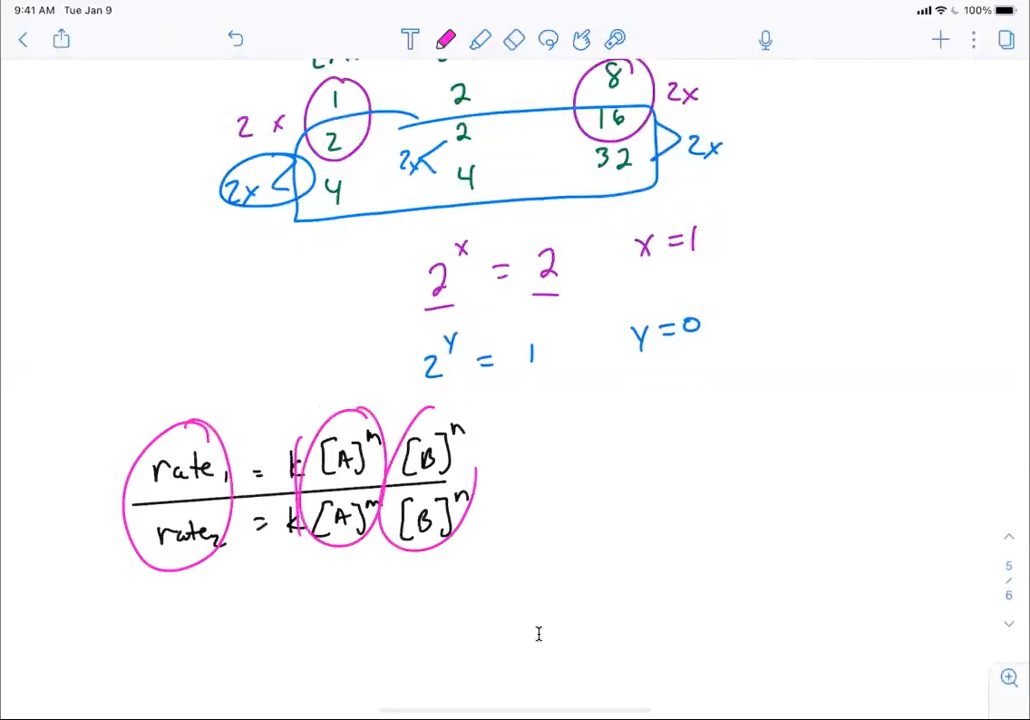 9:41 AM Tue Jan 9 100%
1 2 8
2 x 2x
2 2 16
2x 2x 2x
4 4 32
2^x = 2 x = 1
2^y = 1 y = 0
rate₁ = k [A]^m [B]^n
rate₂ = k [A]^m [B]^n
5
/
6